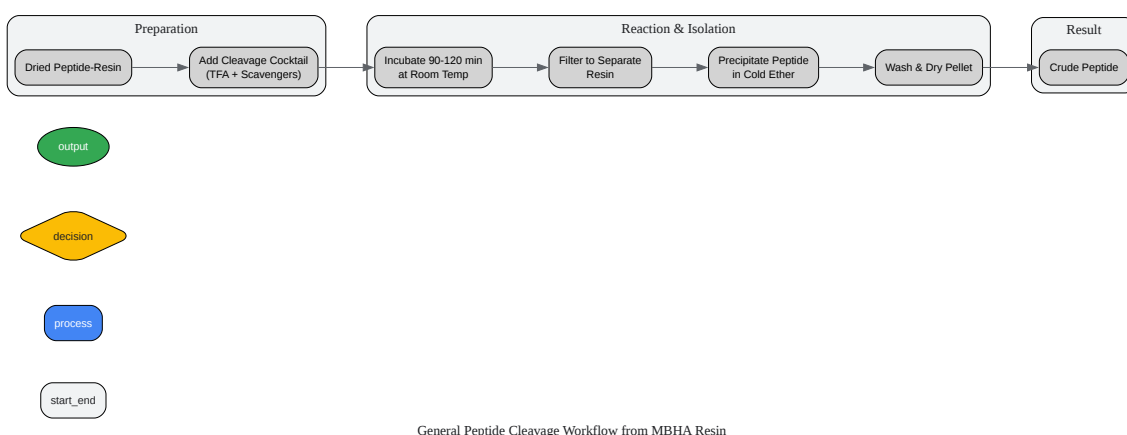 Preparation
Reaction & Isolation
Result
Dried Peptide-Resin
Add Cleavage Cocktail
(TFA + Scavengers)
Incubate 90-120 min
at Room Temp
Filter to Separate
Resin
Precipitate Peptide
in Cold Ether
Wash & Dry Pellet
Crude Peptide
output
decision
process
start_end
General Peptide Cleavage Workflow from MBHA Resin